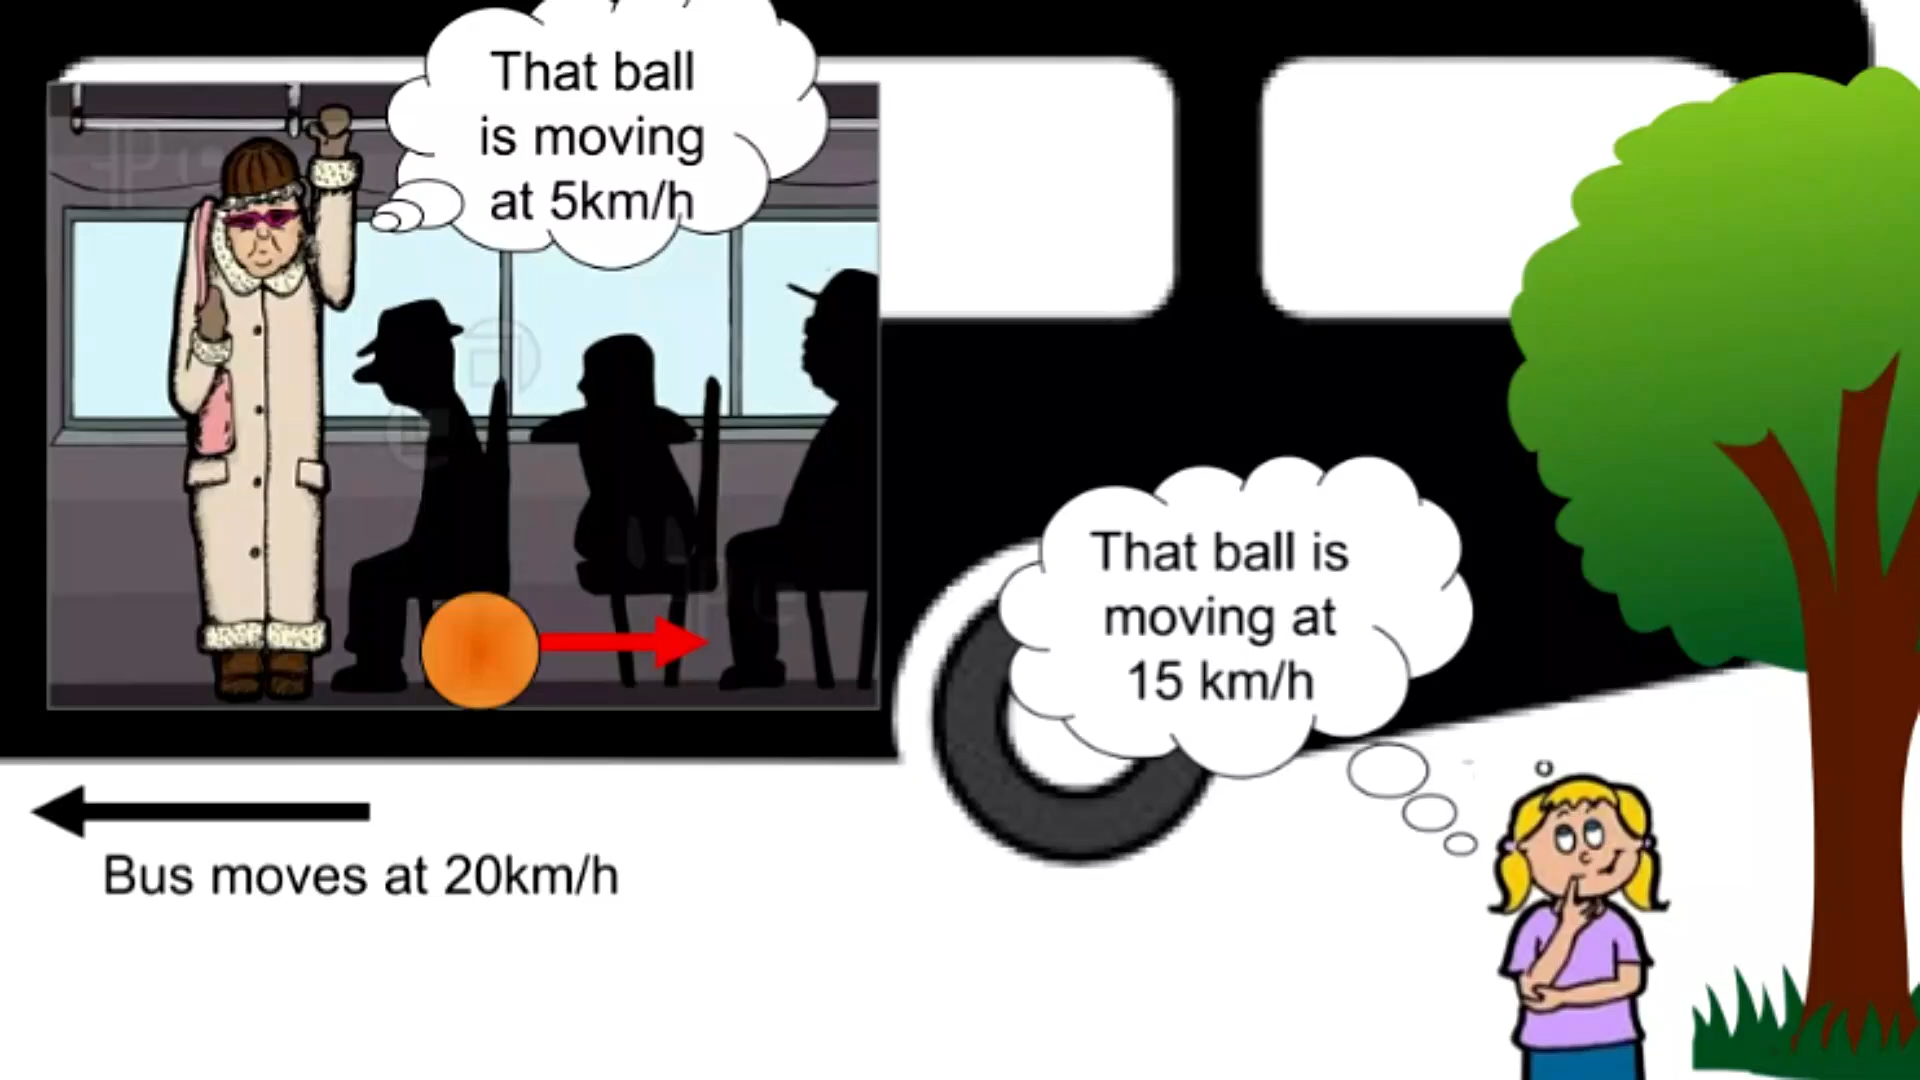 That ball
is moving
at 5km/h
That ball is
moving at
15 km/h
Bus moves at 20km/h